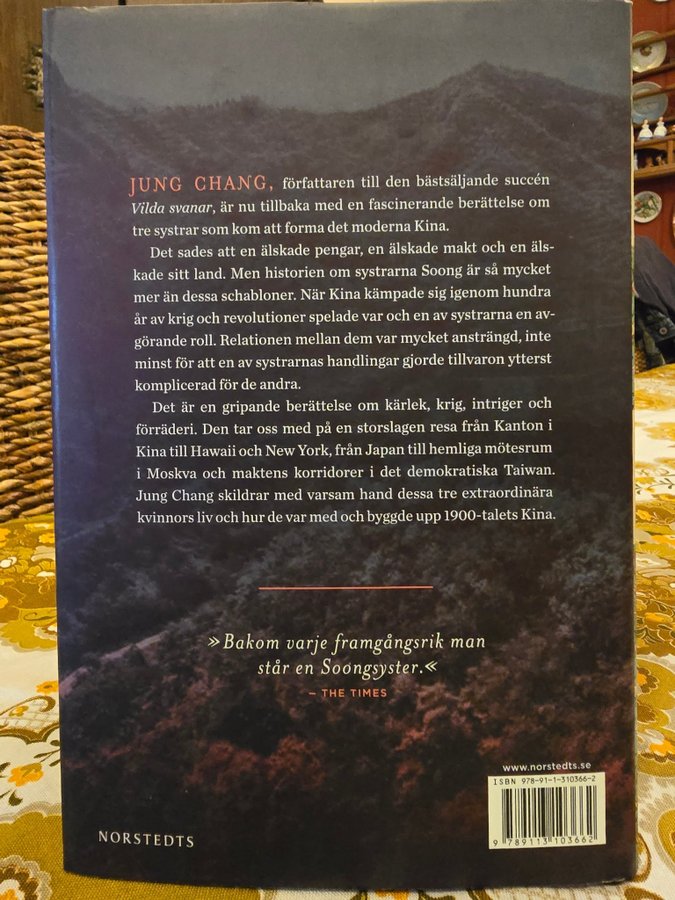 JUNG CHANG, författaren till den bästsäljande succén
Vilda svanar, är nu tillbaka med en fascinerande berättelse om
tre systrar som kom att forma det moderna Kina.
Det sades att en älskade pengar, en älskade makt och en äls-
kade sitt land. Men historien om systrarna Soong är så mycket
mer än dessa schabloner. När Kina kämpade sig igenom hundra
år av krig och revolutioner spelade var och en av systrarna en av-
görande roll. Relationen mellan dem var mycket ansträngd, inte
minst för att en av systrarnas handlingar gjorde tillvaron ytterst
komplicerad för de andra.
Det är en gripande berättelse om kärlek, krig, intriger och
förräderi. Den tar oss med på en storslagen resa från Kanton i
Kina till Hawaii och New York, från Japan till hemliga mötesrum
i Moskva och maktens korridorer i det demokratiska Taiwan.
Jung Chang skildrar med varsam hand dessa tre extraordinära
kvinnors liv och hur de var med och byggde upp 1900-talets Kina.
»Bakom varje framgångsrik man
står en Soongsyster.«
– THE TIMES
www.norstedts.se
ISBN 978-91-1-310366-2
9 789113 103662
NORSTEDTS